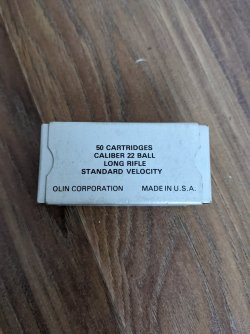 50 CARTRIDGES
CALIBER 22 BALL
LONG RIFLE
STANDARD VELOCITY
OLIN CORPORATION MADE IN U.S.A.